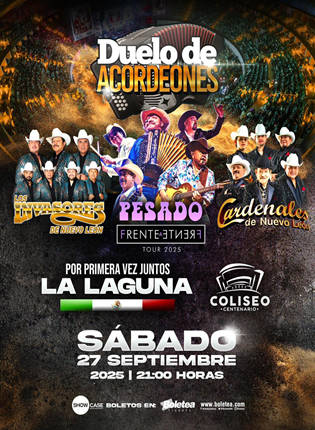 Duelo de
ACORDEONES
LOS
INVASORES
DE NUEVO LEÓN
PESADO
FRENTE FRENTE
TOUR 2025
Cardenales
de Nuevo León
POR PRIMERA VEZ JUNTOS
LA LAGUNA
COLISEO
CENTENARIO
SÁBADO
27 SEPTIEMBRE
2025 | 21:00 HORAS
SHOWCASE
BOLETOS EN:
Boletea
www.boletea.com